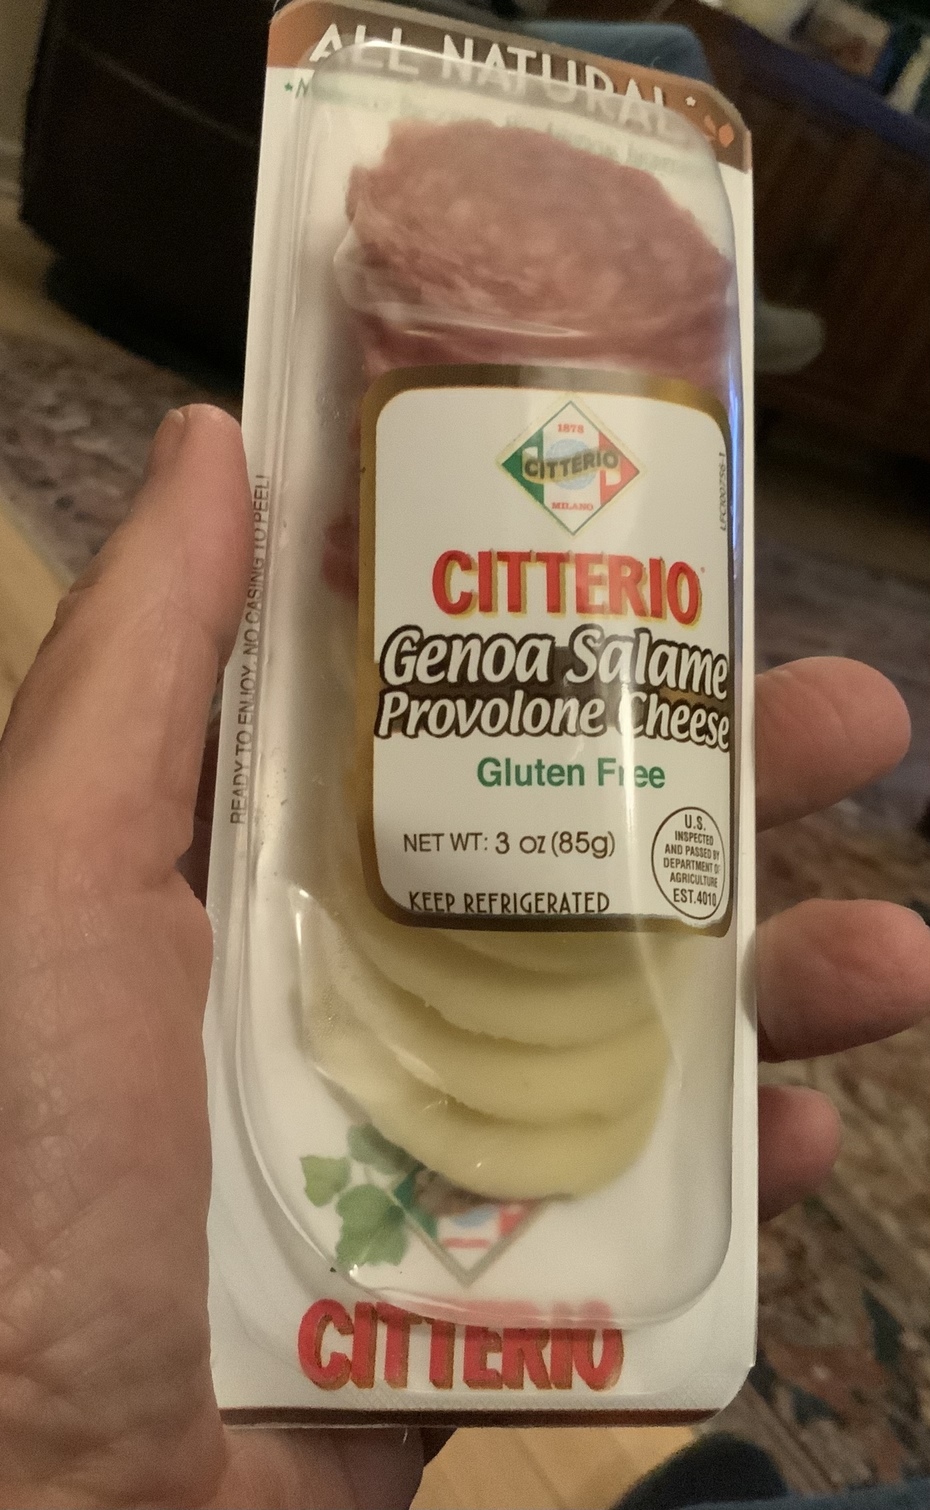 ALL NATURAL*
READY TO ENJOY, NO CASING TO PEEL!
1878
CITTERIO
MILANO
CITTERIO
Genoa Salame
Provolone Cheese
Gluten Free
NET WT: 3 oz (85g)
KEEP REFRIGERATED
U.S.
INSPECTED
AND PASSED BY
DEPARTMENT OF
AGRICULTURE
EST.4010
CITTERIO